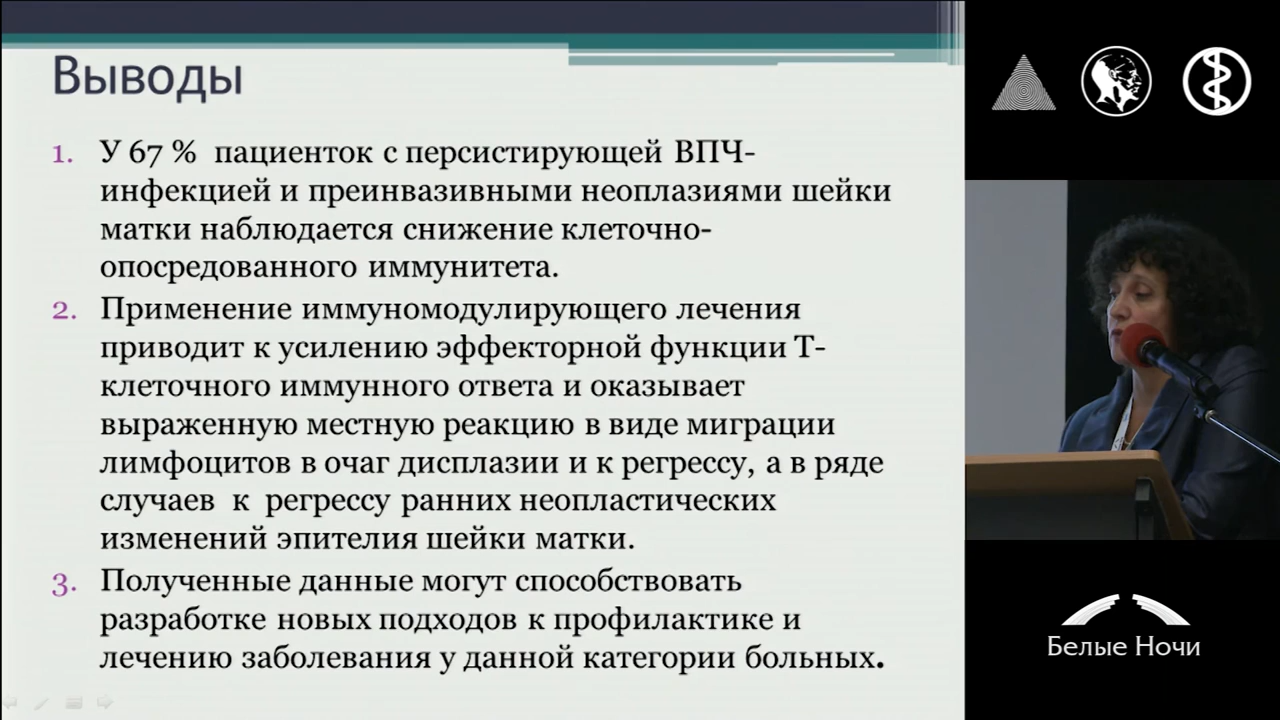 Выводы
1. У 67 % пациенток с персистирующей ВПЧ-
инфекцией и преинвазивными неоплазиями шейки
матки наблюдается снижение клеточно-
опосредованного иммунитета.
2. Применение иммуномодулирующего лечения
приводит к усилению эффекторной функции Т-
клеточного иммунного ответа и оказывает
выраженную местную реакцию в виде миграции
лимфоцитов в очаг дисплазии и к регрессу, а в ряде
случаев к регрессу ранних неопластических
изменений эпителия шейки матки.
3. Полученные данные могут способствовать
разработке новых подходов к профилактике и
лечению заболевания у данной категории больных.
Белые Ночи